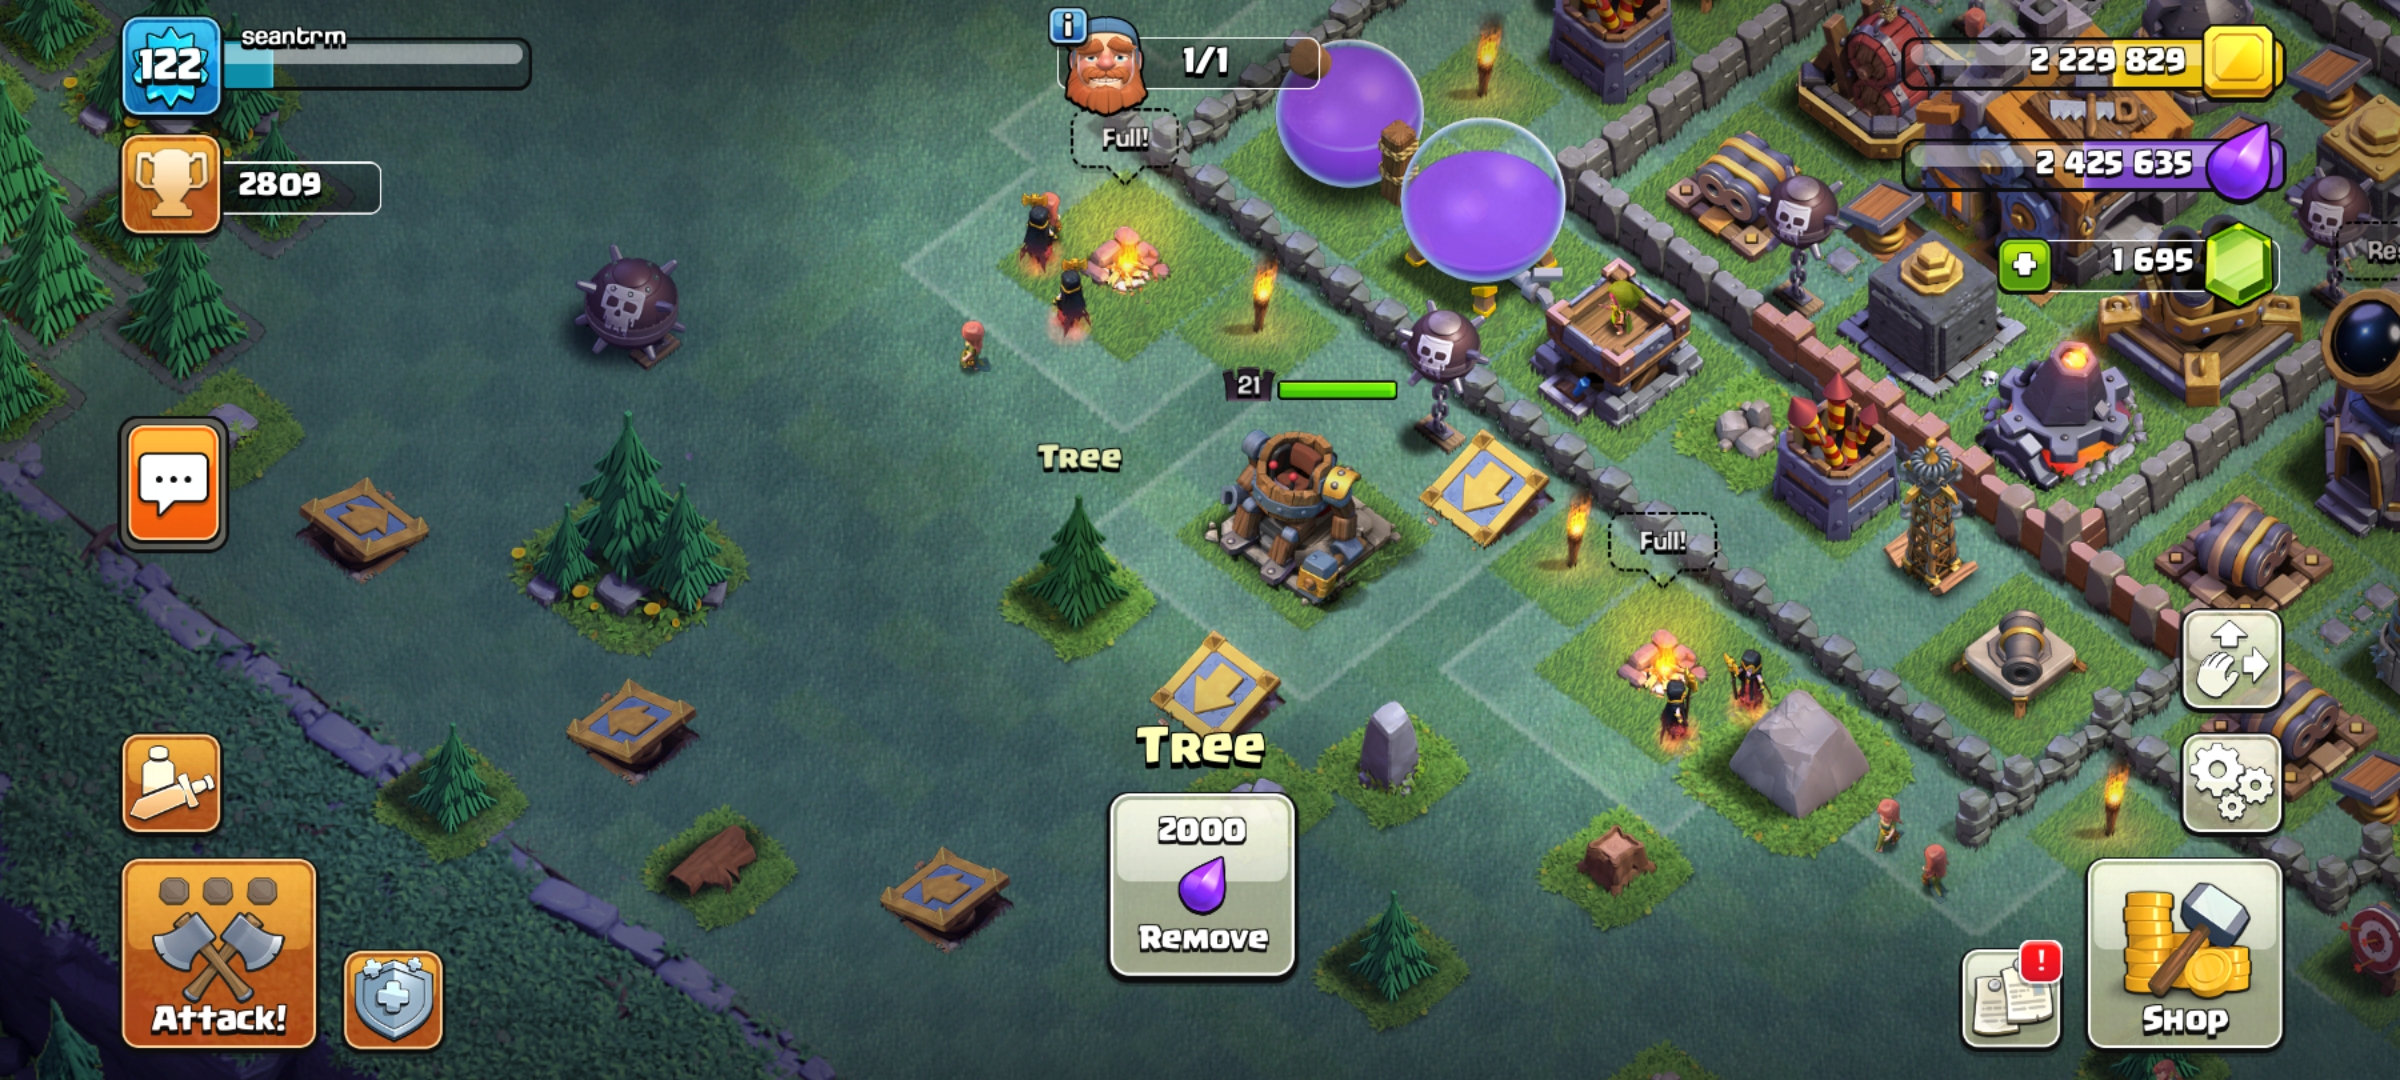 122
seantrm
1/1
2 229 829
Full!
2809
2 425 635
1 695
Re
21
Tree
Full!
Tree
2000
Remove
Attack!
!
Shop